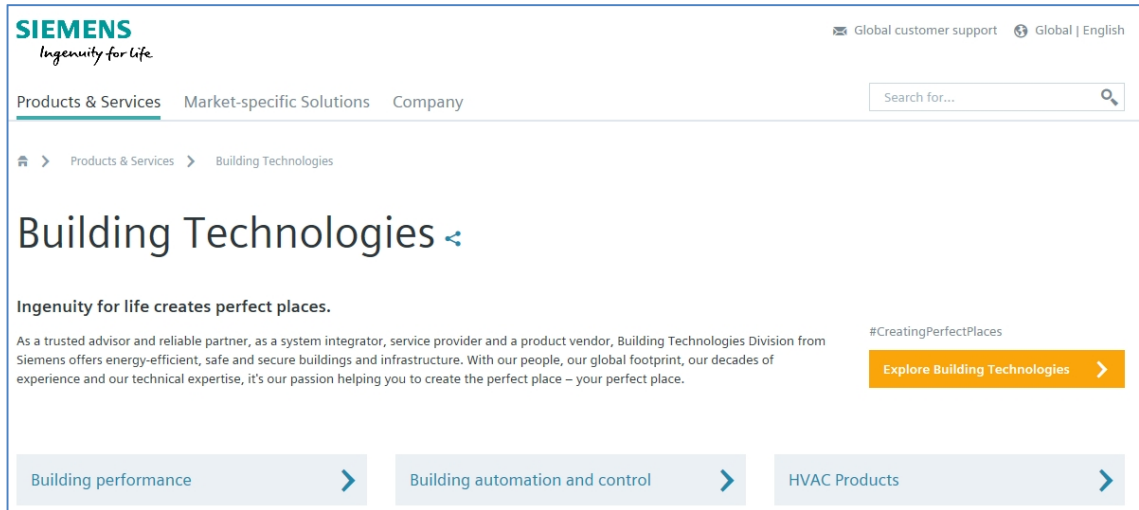 SIEMENS
Ingenuity for life
Global customer support
Global | English
Products & Services
Market-specific Solutions
Company
Search for...
Products & Services
Building Technologies
Building Technologies
Ingenuity for life creates perfect places.
As a trusted advisor and reliable partner, as a system integrator, service provider and a product vendor, Building Technologies Division from
Siemens offers energy-efficient, safe and secure buildings and infrastructure. With our people, our global footprint, our decades of
experience and our technical expertise, it's our passion helping you to create the perfect place – your perfect place.
#CreatingPerfectPlaces
Explore Building Technologies
Building performance
Building automation and control
HVAC Products